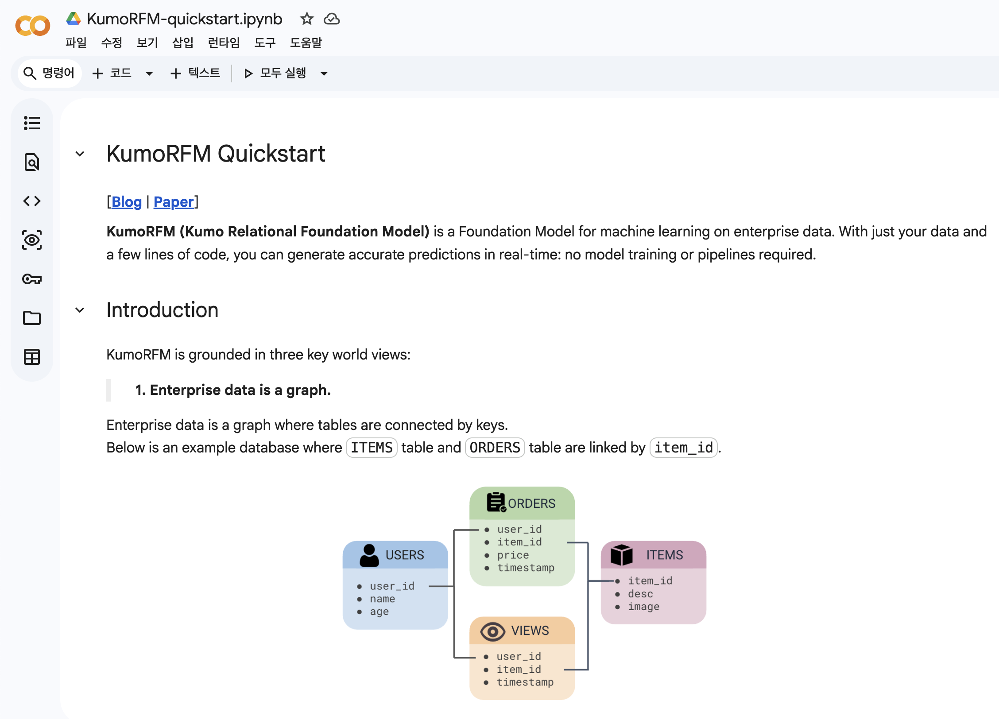 KumoRFM-quickstart.ipynb
파일 수정 보기 삽입 런타임 도구 도움말
명령어 + 코드 + 텍스트 모두 실행
KumoRFM Quickstart
[Blog | Paper]
KumoRFM (Kumo Relational Foundation Model) is a Foundation Model for machine learning on enterprise data. With just your data and
a few lines of code, you can generate accurate predictions in real-time: no model training or pipelines required.
Introduction
KumoRFM is grounded in three key world views:
1. Enterprise data is a graph.
Enterprise data is a graph where tables are connected by keys.
Below is an example database where ITEMS table and ORDERS table are linked by item_id.
USERS
• user_id
• name
• age
ORDERS
• user_id
• item_id
• price
• timestamp
VIEWS
• user_id
• item_id
• timestamp
ITEMS
• item_id
• desc
• image